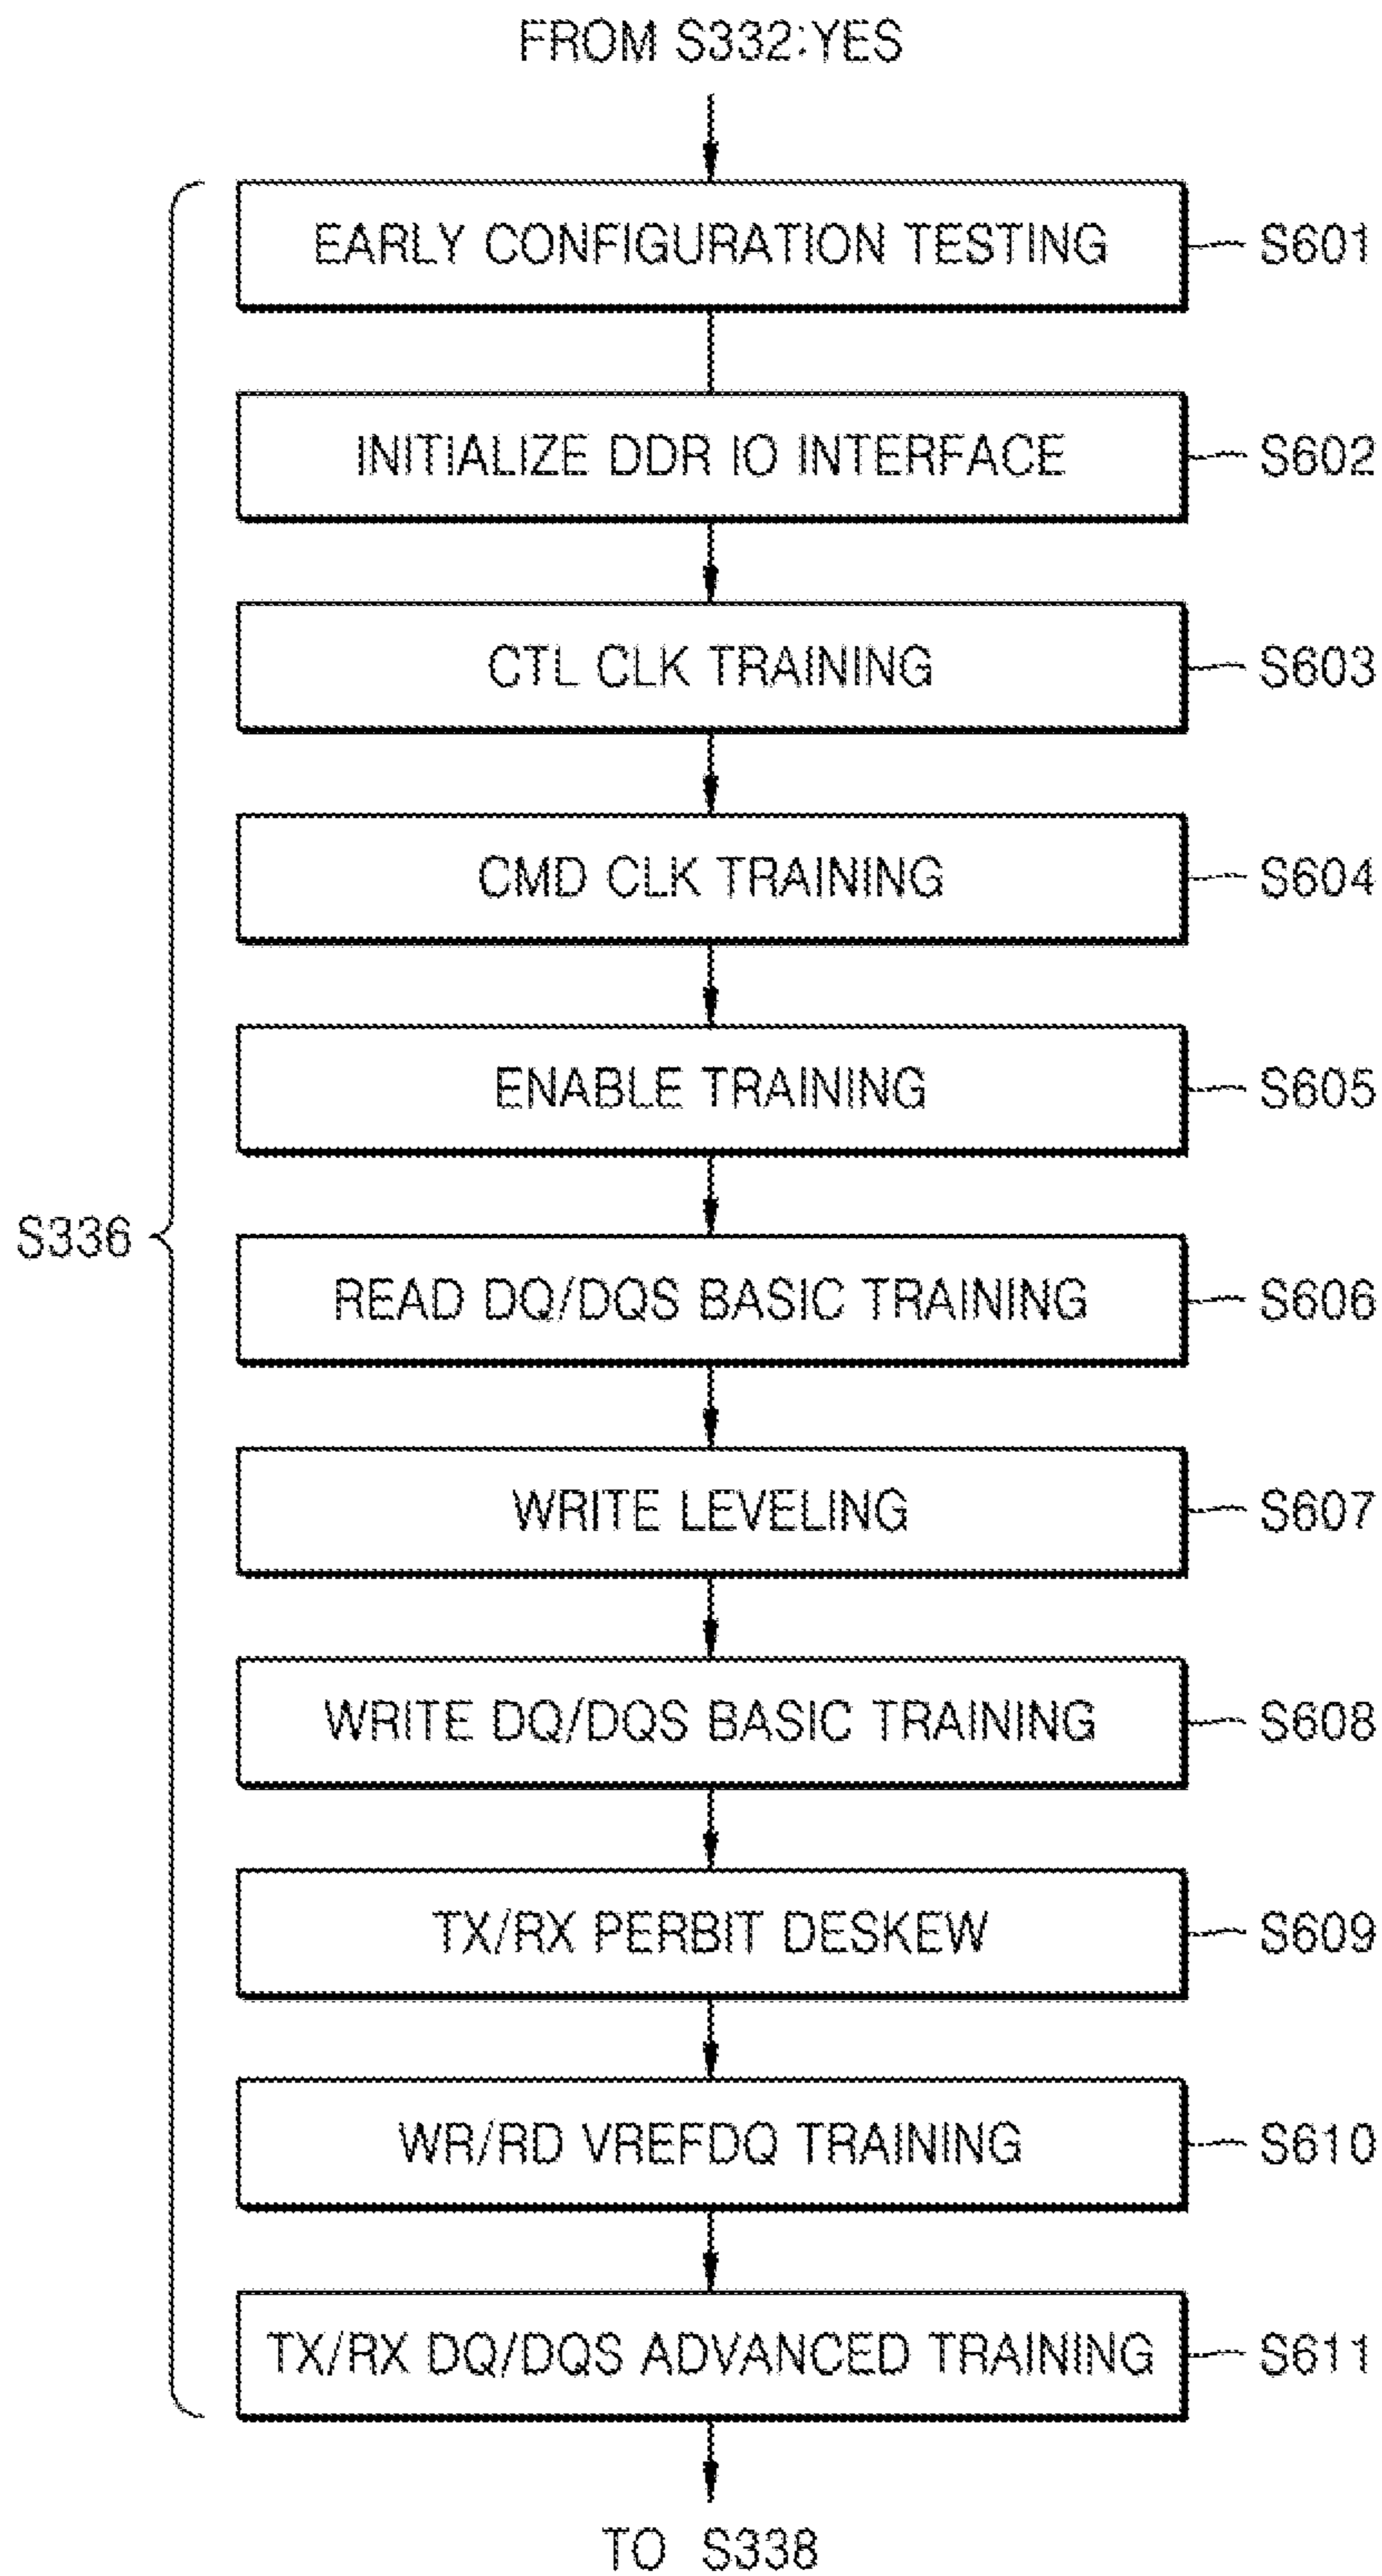 FROM S332:YES
EARLY CONFIGURATION TESTING S601
INITIALIZE DDR IO INTERFACE S602
CTL CLK TRAINING S603
CMD CLK TRAINING S604
ENABLE TRAINING S605
S336
READ DQ/DQS BASIC TRAINING S606
WRITE LEVELING S607
WRITE DQ/DQS BASIC TRAINING S608
TX/RX PERBIT DESKEW S609
WR/RD VREFDQ TRAINING S610
TX/RX DQ/DQS ADVANCED TRAINING S611
TO S338